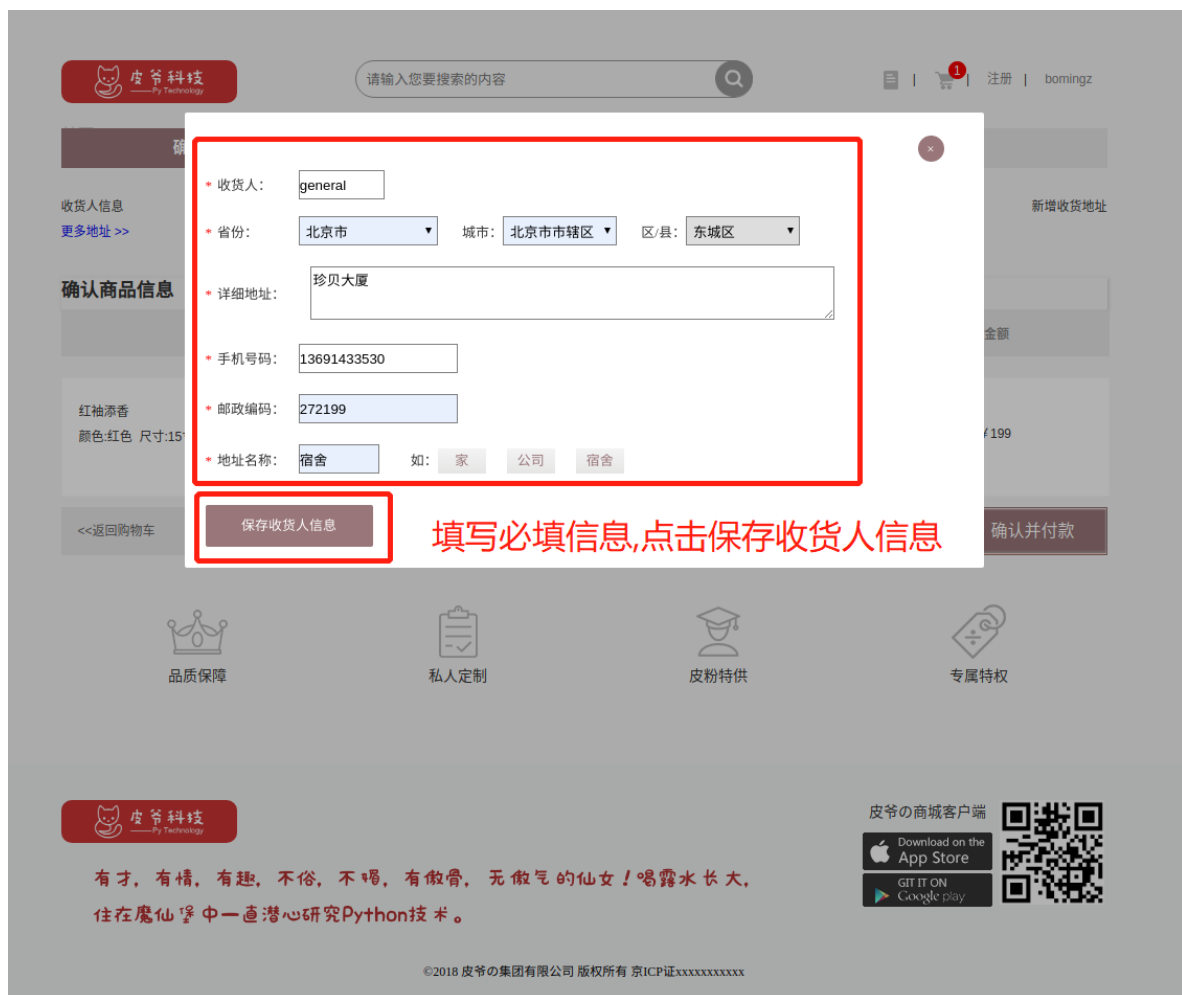 皮爷科技
Py Technology
请输入您要搜索的内容
1
| | 注册 | bomingz
确
×
收货人信息
新增收货地址
更多地址 >>
* 收货人： general
* 省份： 北京市 城市： 北京市市辖区 区/县： 东城区
* 详细地址： 珍贝大厦
* 手机号码： 13691433530
* 邮政编码： 272199
* 地址名称： 宿舍 如： 家 公司 宿舍
保存收货人信息
填写必填信息,点击保存收货人信息
确认商品信息
金额
红袖添香
颜色:红色 尺寸:15
199
<<返回购物车
确认并付款
品质保障 私人定制 皮粉特供 专属特权
皮爷科技
Py Technology
有才，有情，有趣，不俗，不嘚，有傲骨，无傲气的仙女！喝露水长大，
住在魔仙堡中一直潜心研究Python技术。
皮爷の商城客户端
Download on the
App Store
GIT IT ON
Google play
©2018 皮爷の集团有限公司 版权所有 京ICP证xxxxxxxxxxx